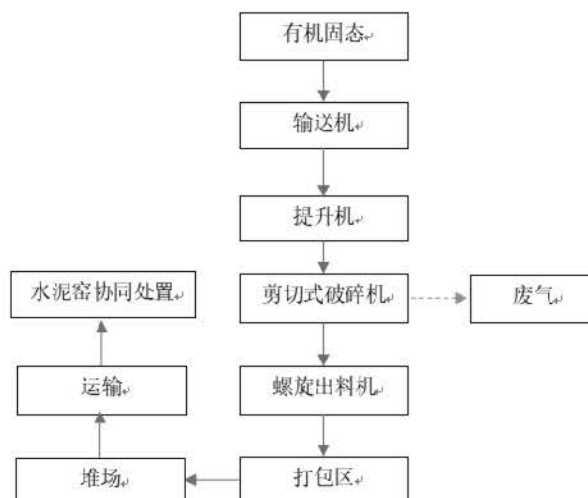 有机固态
输送机
提升机
水泥窑协同处置
剪切式破碎机
废气
运输
螺旋出料机
堆场
打包区